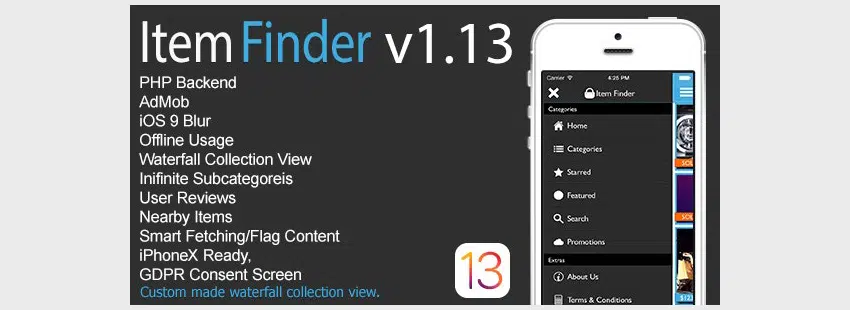 Item Finder v1.13
PHP Backend
AdMob
iOS 9 Blur
Offline Usage
Waterfall Collection View
Inifinite Subcategoreis
User Reviews
Nearby Items
Smart Fetching/Flag Content
iPhoneX Ready,
GDPR Consent Screen
Custom made waterfall collection view.
13
Carrier 4:25 PM
Item Finder
Categories
Home
Categories
Starred
Featured
Search
Promotions
Extras
About Us
Terms & Conditions